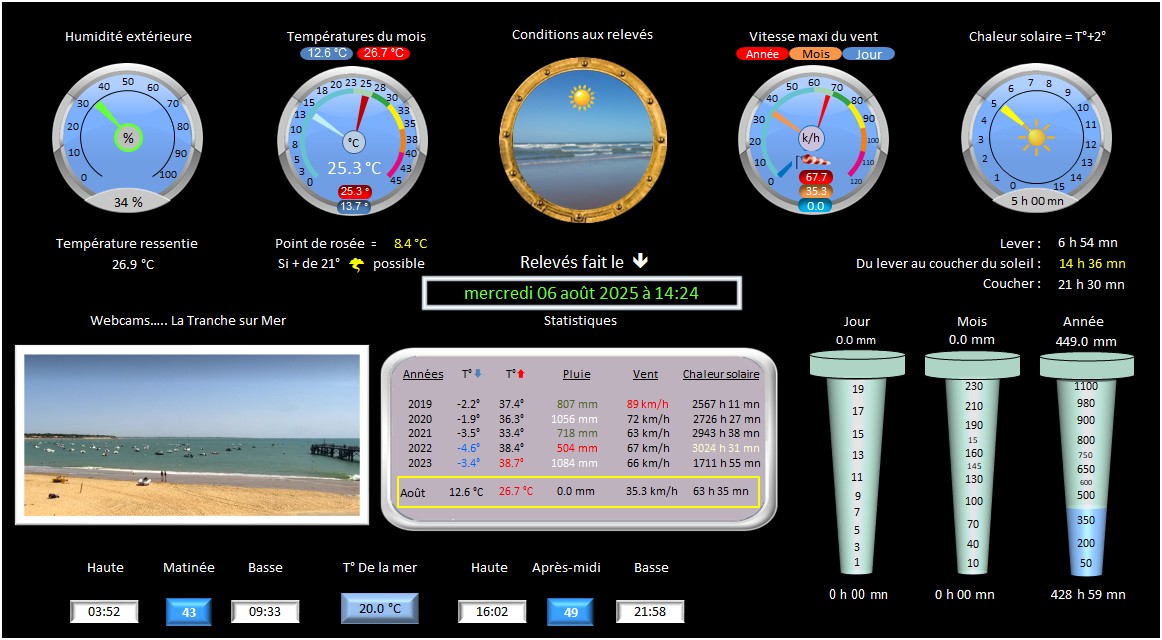 Humidité extérieure
Températures du mois
12.6 °C 26.7 °C
Conditions aux relevés
Vitesse maxi du vent
Année Mois Jour
Chaleur solaire = T°+2°
0 10 20 30 40 50 60 70 80 90 100
%
34 %
0 3 5 8 10 13 15 18 20 23 25 28 30 33 35 38 40 43 45
°C
25.3 °C
25.3 °
13.7 °
0 10 20 30 40 50 60 70 80 90 100 110 120
k/h
67.7
35.3
0.0
0 1 2 3 4 5 6 7 8 9 10 11 12 13 14 15
5 h 00 mn
Température ressentie
26.9 °C
Point de rosée = 8.4 °C
Si + de 21° possible
Relevés fait le
mercredi 06 août 2025 à 14:24
Lever : 6 h 54 mn
Du lever au coucher du soleil : 14 h 36 mn
Coucher : 21 h 30 mn
Webcams….. La Tranche sur Mer
Statistiques
Années T° T° Pluie Vent Chaleur solaire
2019 -2.2° 37.4° 807 mm 89 km/h 2567 h 11 mn
2020 -1.9° 36.3° 1056 mm 72 km/h 2726 h 27 mn
2021 -3.5° 33.4° 718 mm 63 km/h 2943 h 38 mn
2022 -4.6° 38.4° 504 mm 67 km/h 3024 h 31 mn
2023 -3.4° 38.7° 1084 mm 66 km/h 1711 h 55 mn
Août 12.6 °C 26.7 °C 0.0 mm 35.3 km/h 63 h 35 mn
Jour
0.0 mm
19
17
15
13
11
9
7
5
3
1
0 h 00 mn
Mois
0.0 mm
230
210
190
15
160
145
130
100
70
40
10
0 h 00 mn
Année
449.0 mm
1100
980
900
800
750
650
600
500
350
200
50
428 h 59 mn
Haute Matinée Basse T° De la mer Haute Après-midi Basse
03:52 43 09:33 20.0 °C 16:02 49 21:58